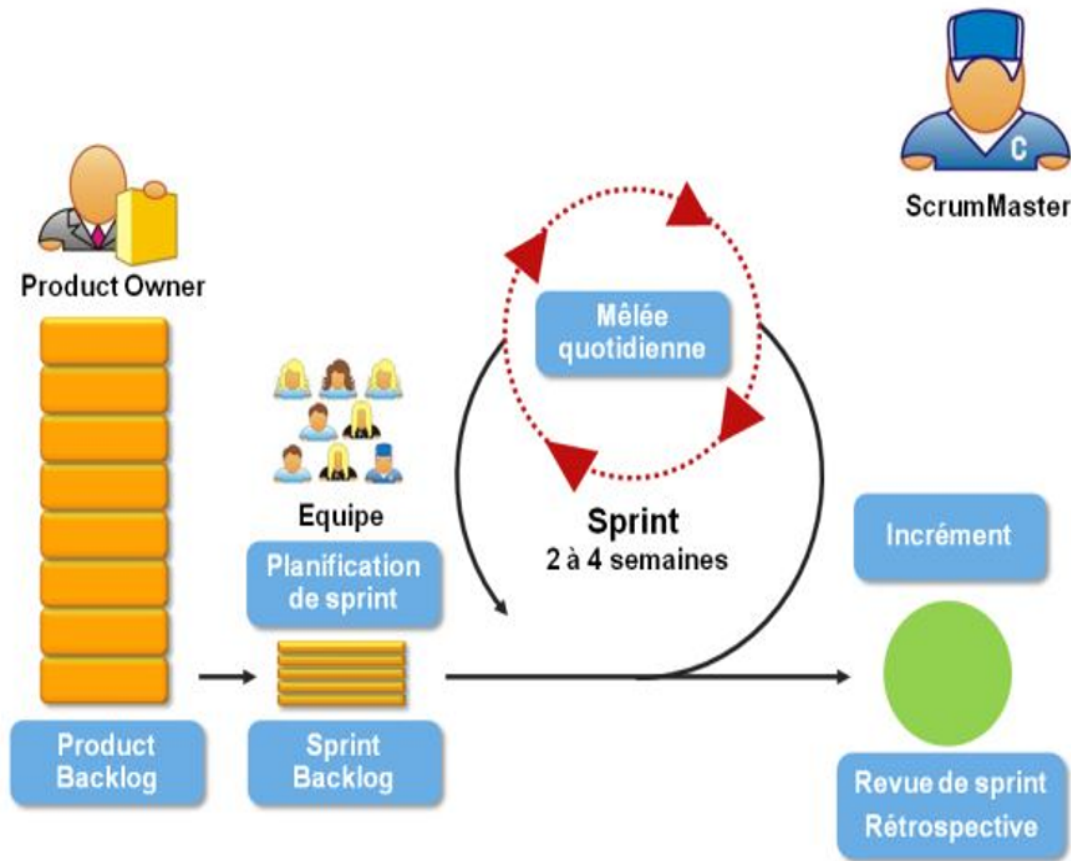 ScrumMaster
Product Owner
Mêlée
quotidienne
Equipe
Sprint
2 à 4 semaines
Incrément
Planification
de sprint
Product
Backlog
Sprint
Backlog
Revue de sprint
Rétrospective
C